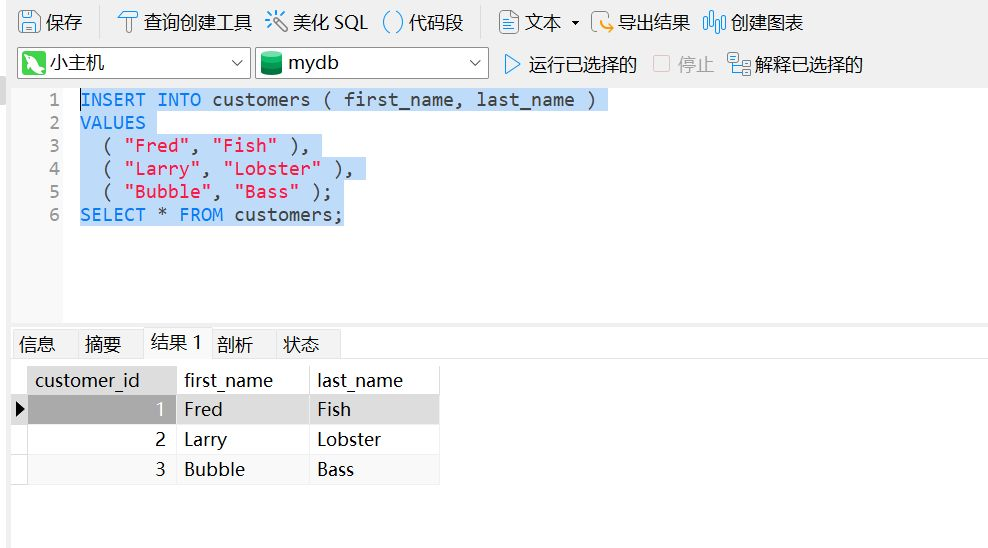 保存 查询创建工具 美化 SQL () 代码段 文本 导出结果 创建图表
小主机 mydb 运行已选择的 停止 解释已选择的
1 INSERT INTO customers ( first_name, last_name )
2 VALUES
3 ( "Fred", "Fish" ),
4 ( "Larry", "Lobster" ),
5 ( "Bubble", "Bass" );
6 SELECT * FROM customers;
信息 摘要 结果 1 剖析 状态
customer_id first_name last_name
1 Fred Fish
2 Larry Lobster
3 Bubble Bass